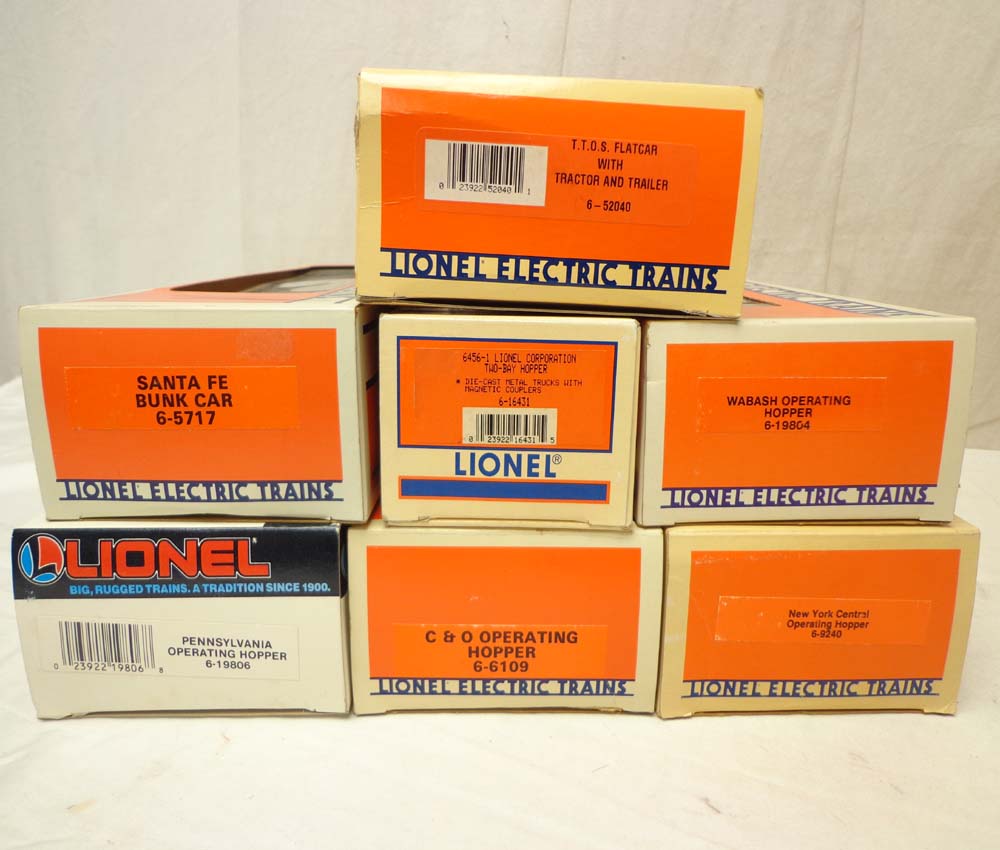 T.T.O.S. FLATCAR
WITH
TRACTOR AND TRAILER
6-52040
0 23922 52040 1
LIONEL ELECTRIC TRAINS
SANTA FE
BUNK CAR
6-5717
LIONEL ELECTRIC TRAINS
6456-1 LIONEL CORPORATION
TWO-BAY HOPPER
* DIE-CAST METAL TRUCKS WITH
MAGNETIC COUPLERS
6-16431
0 23922 16431 5
LIONEL®
WABASH OPERATING
HOPPER
6-19804
LIONEL ELECTRIC TRAINS
LIONEL
BIG, RUGGED TRAINS. A TRADITION SINCE 1900.
PENNSYLVANIA
OPERATING HOPPER
6-19806
0 23922 19806 8
C & O OPERATING
HOPPER
6-6109
LIONEL ELECTRIC TRAINS
New York Central
Operating Hopper
6-9240
LIONEL ELECTRIC TRAINS